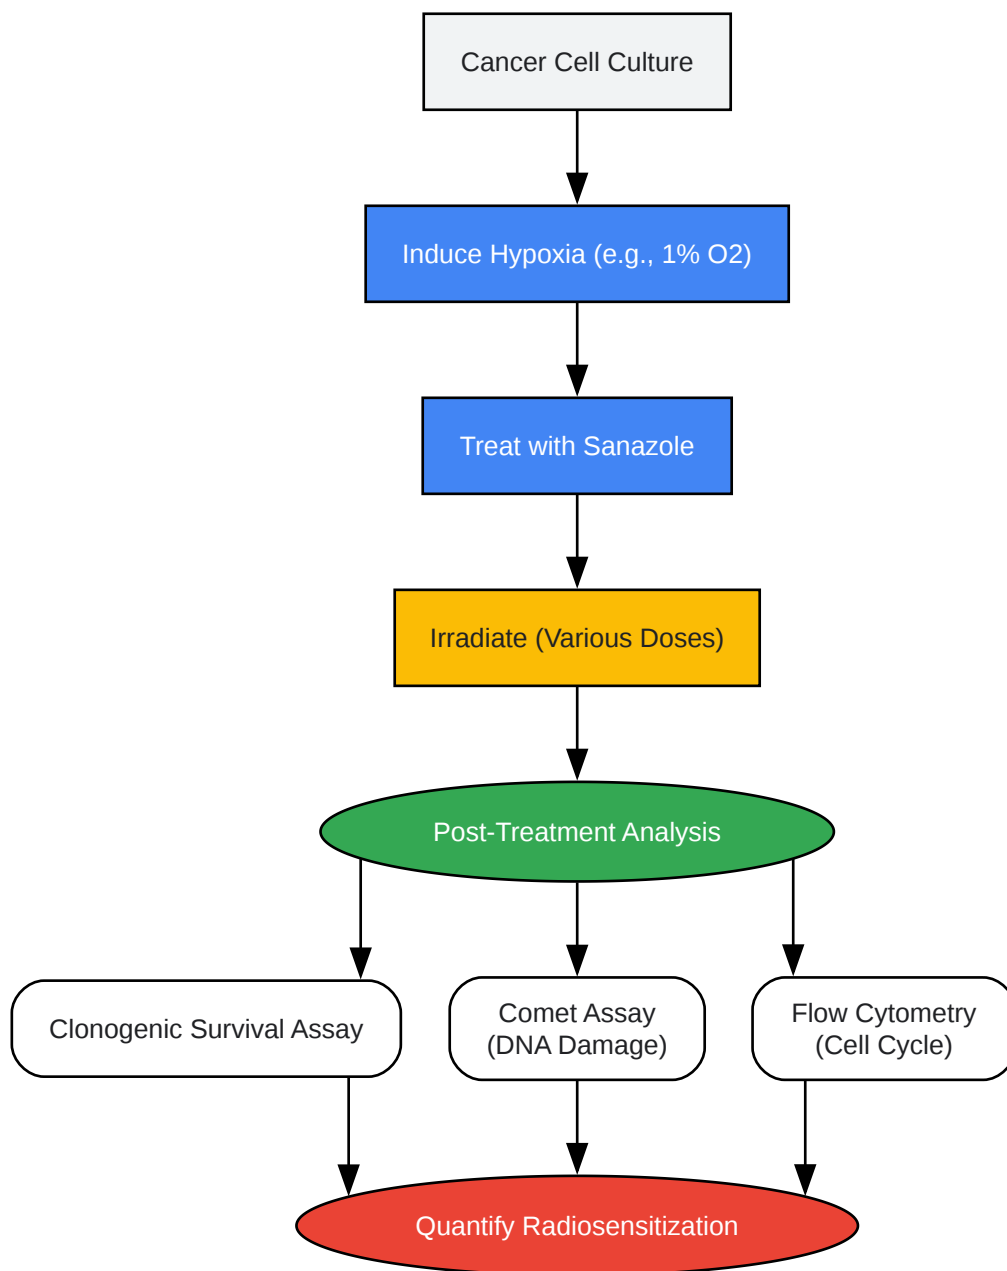 Cancer Cell Culture
Induce Hypoxia (e.g., 1% O2)
Treat with Sanazole
Irradiate (Various Doses)
Post-Treatment Analysis
Clonogenic Survival Assay
Comet Assay
(DNA Damage)
Flow Cytometry
(Cell Cycle)
Quantify Radiosensitization